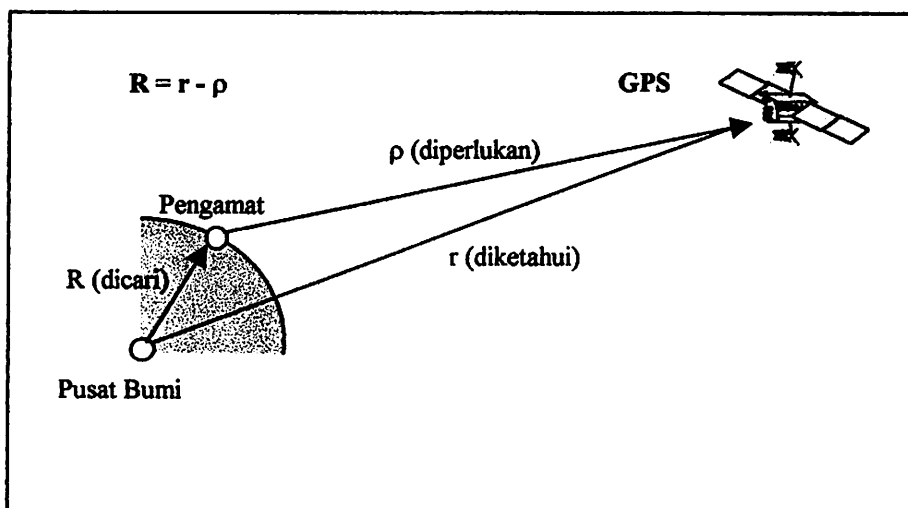 R = r - ρ
GPS
ρ (diperlukan)
Pengamat
r (diketahui)
R (dicari)
Pusat Bumi